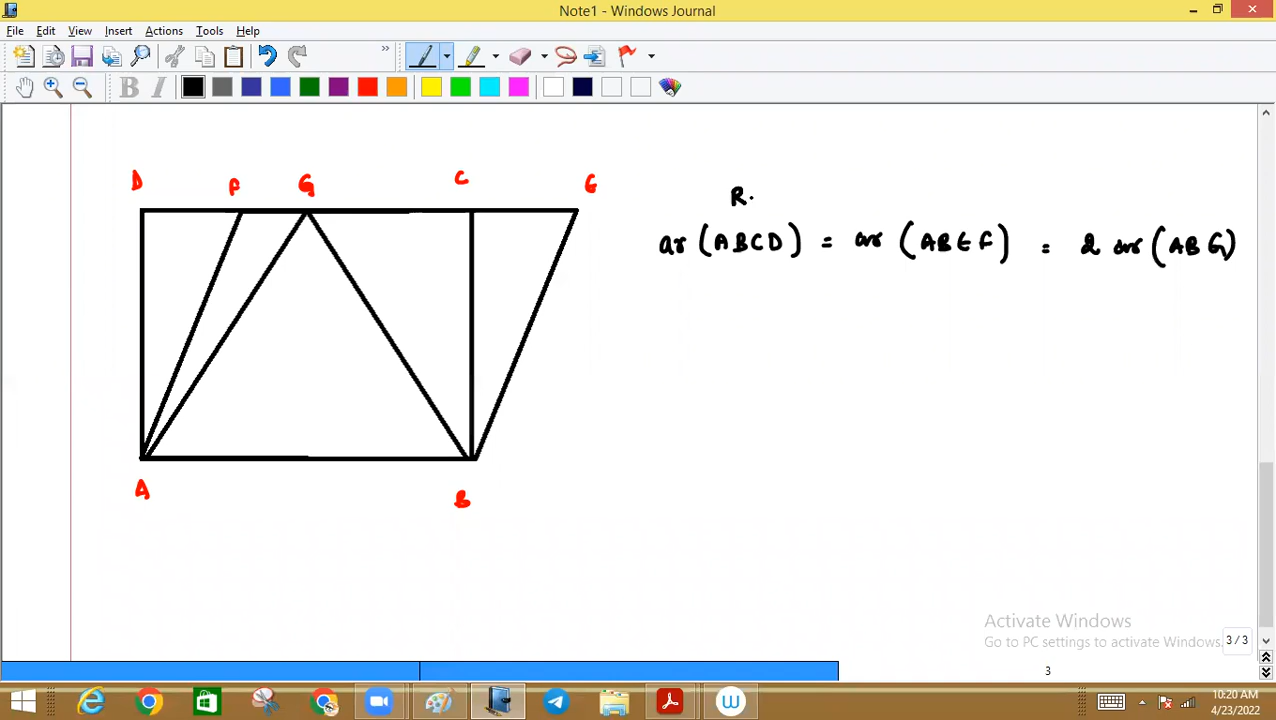 Note1 - Windows Journal
File Edit View Insert Actions Tools Help
»
B I
D F G C E
R.
ar (ABCD) = ar (ABEF) = 2 ar (ABG)
A B
Activate Windows
Go to PC settings to activate Windows.
3/3
3
W
10:20 AM
4/23/2022